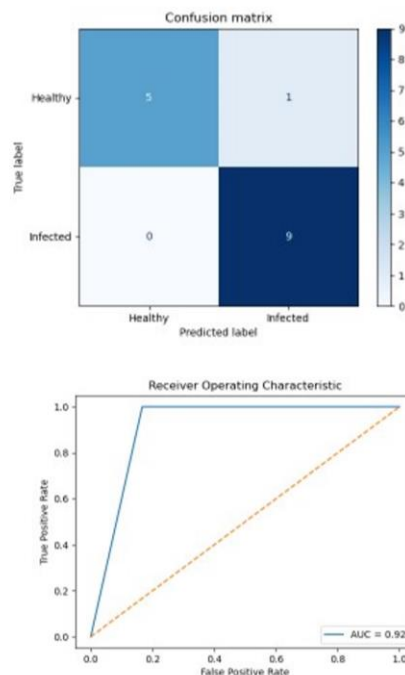 Confusion matrix
9
8
7
6
5
4
3
2
1
0
True label
Healthy
5
1
Infected
0
9
Healthy
Infected
Predicted label
Receiver Operating Characteristic
True Positive Rate
1.0
0.8
0.6
0.4
0.2
0.0
AUC = 0.92
0.0
0.2
0.4
0.6
0.8
1.0
False Positive Rate